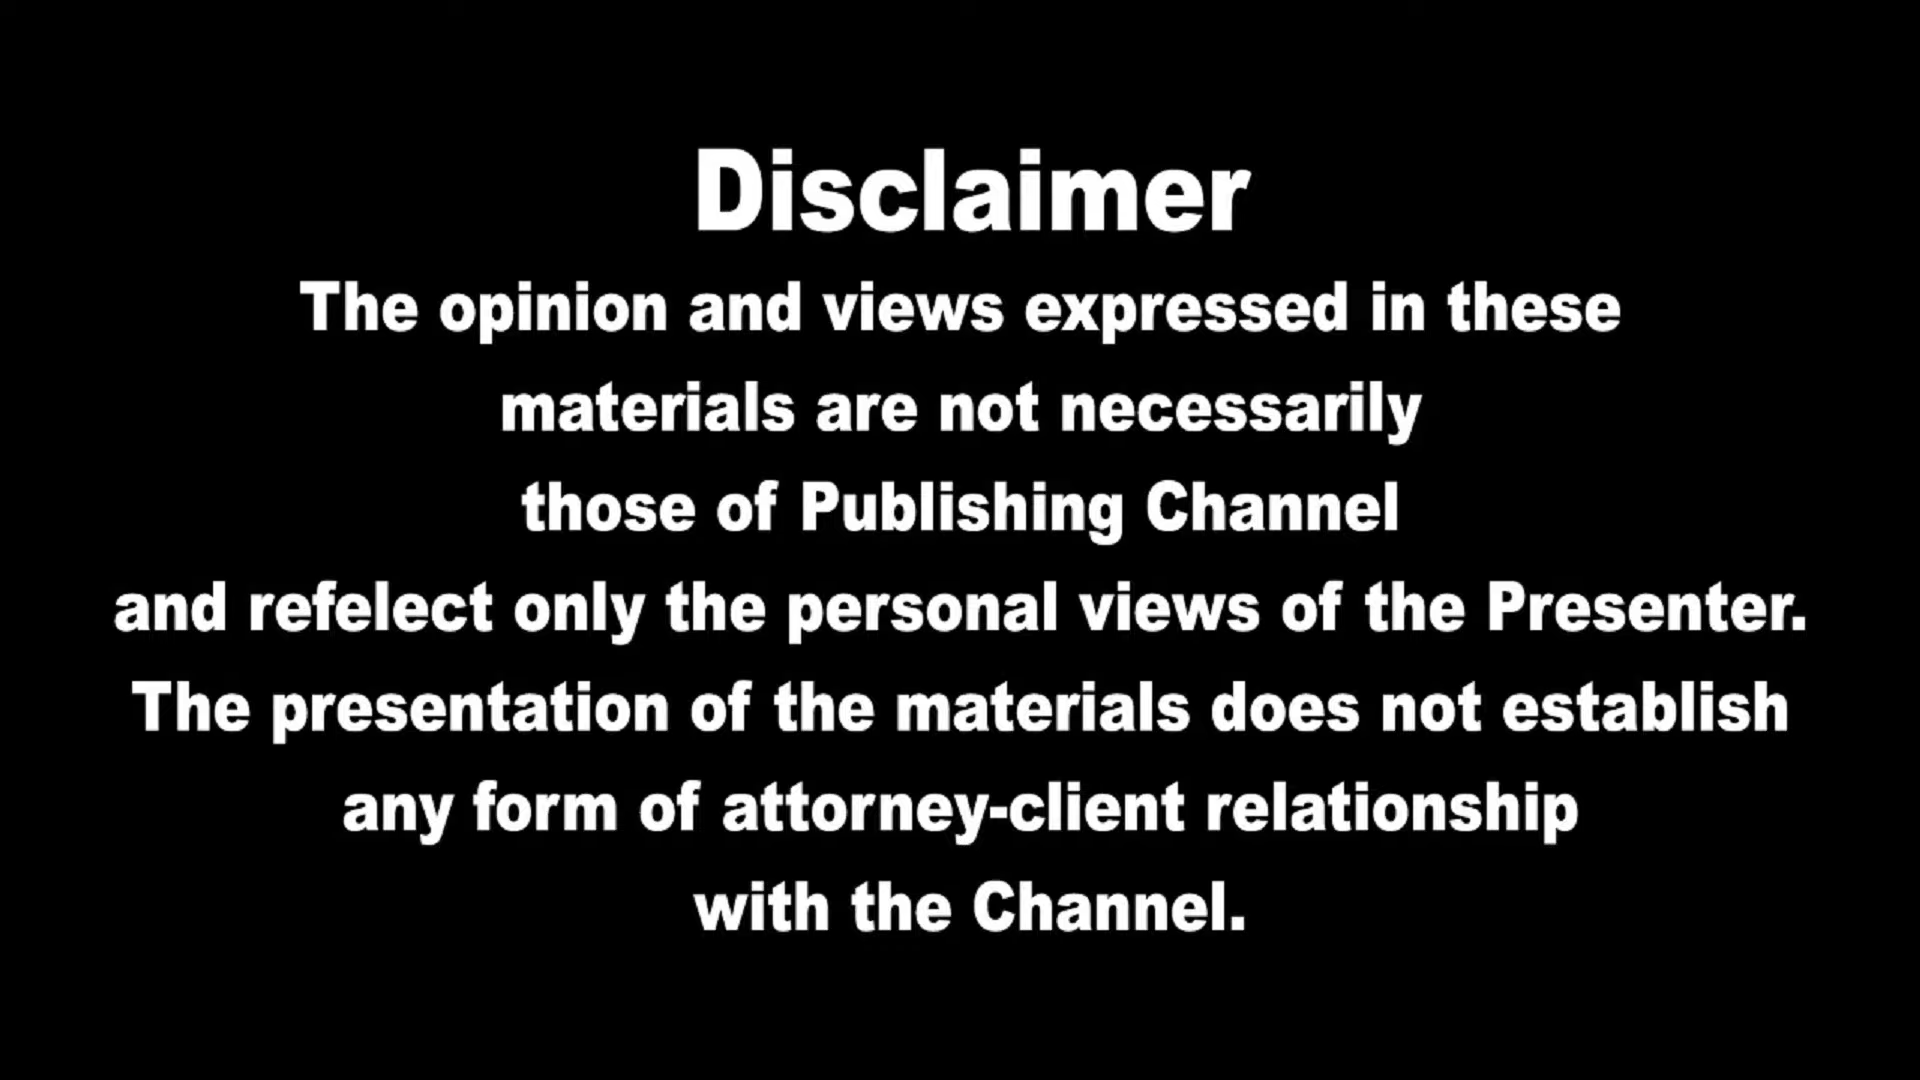 Disclaimer
The opinion and views expressed in these
materials are not necessarily
those of Publishing Channel
and refelect only the personal views of the Presenter.
The presentation of the materials does not establish
any form of attorney-client relationship
with the Channel.